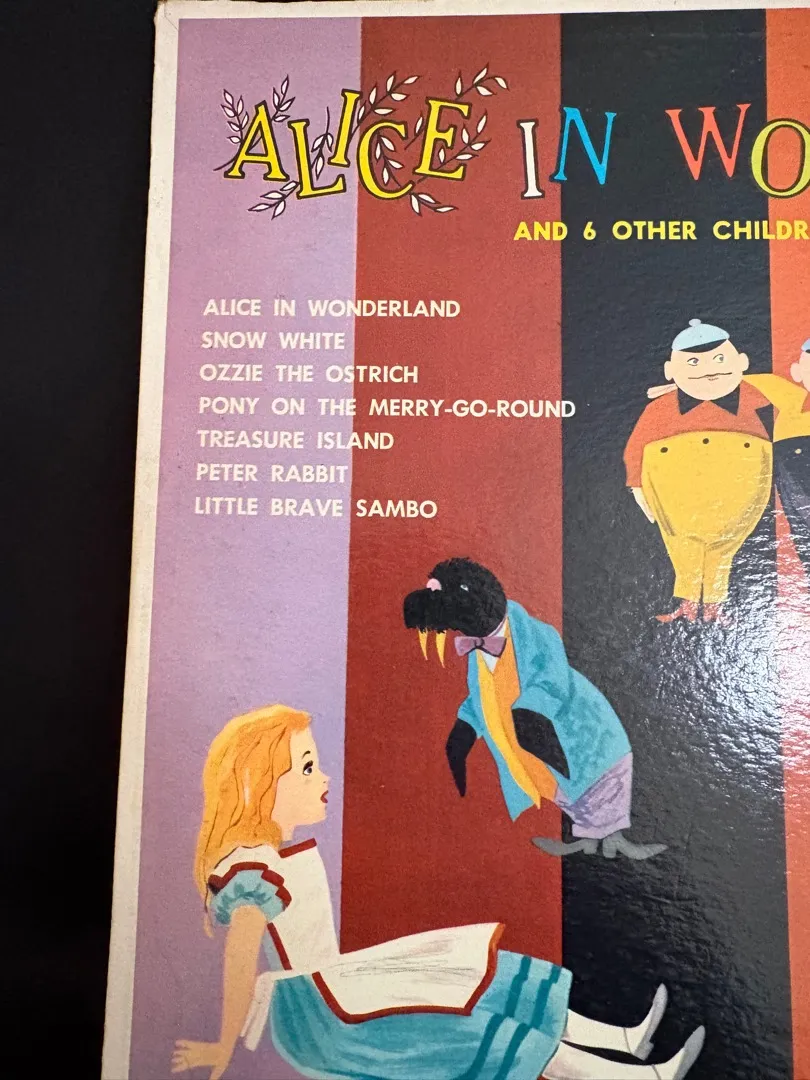 ALICE IN WO
AND 6 OTHER CHILDR
ALICE IN WONDERLAND
SNOW WHITE
OZZIE THE OSTRICH
PONY ON THE MERRY-GO-ROUND
TREASURE ISLAND
PETER RABBIT
LITTLE BRAVE SAMBO